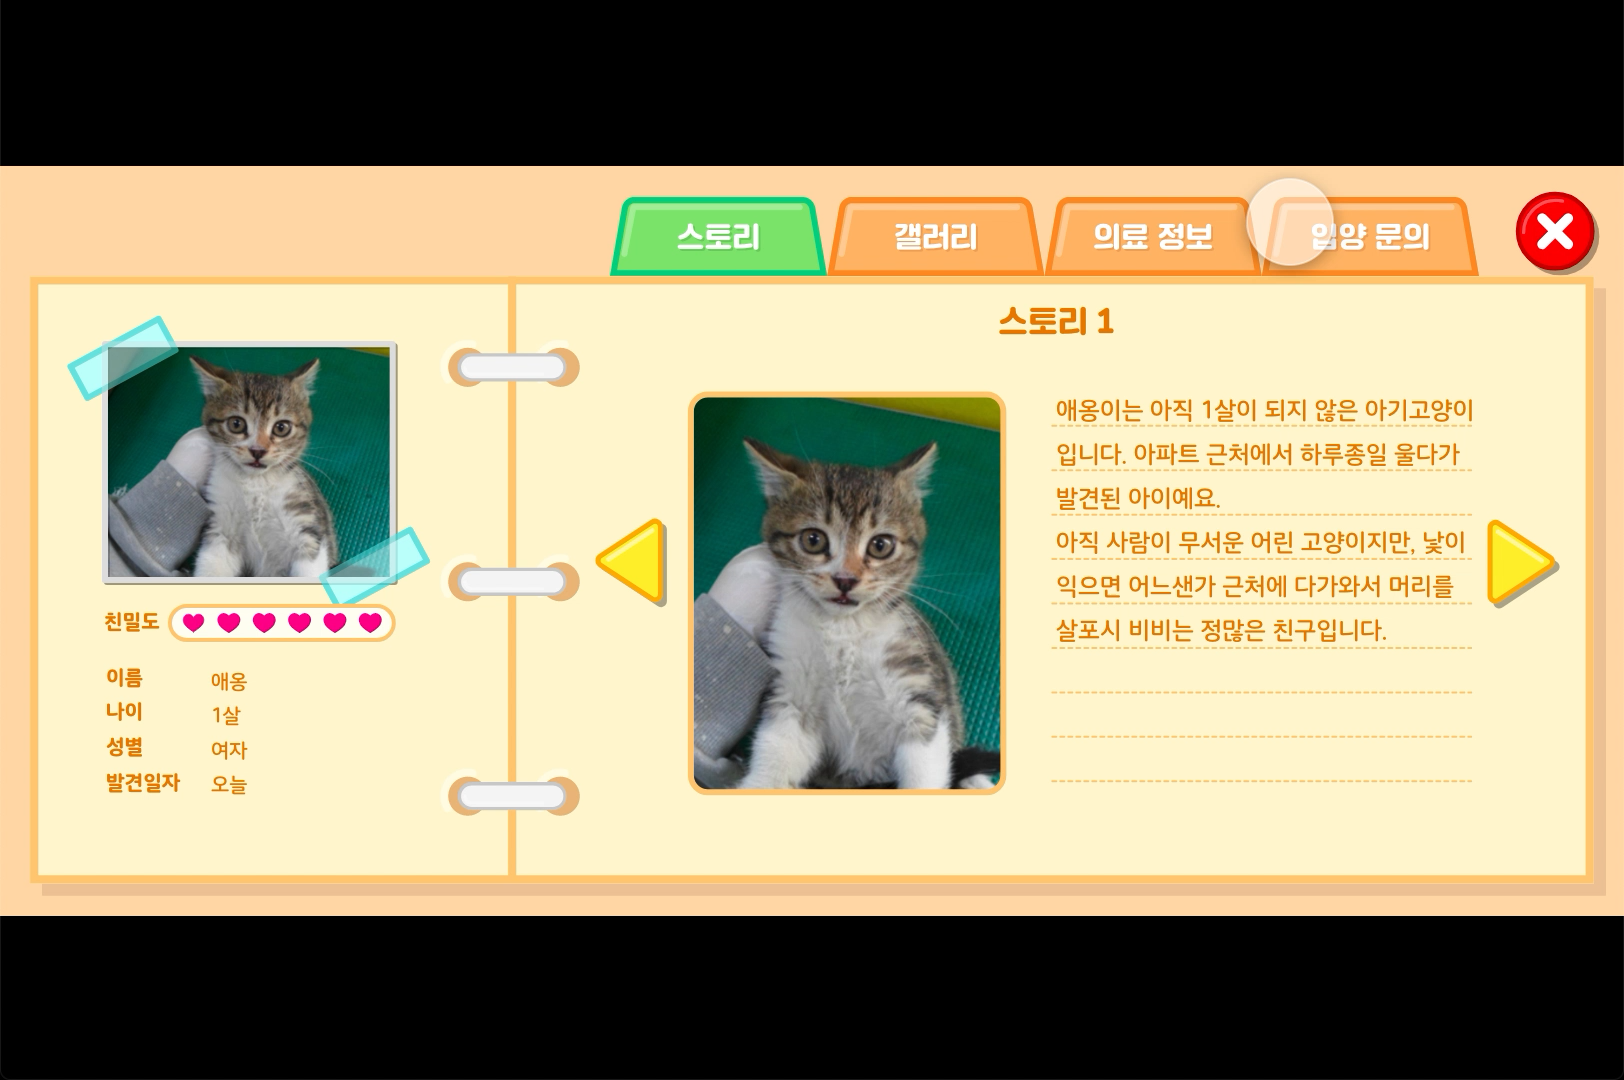 스토리
갤러리
의료 정보
입양 문의
친밀도
이름 애옹
나이 1살
성별 여자
발견일자 오늘
스토리 1
애옹이는 아직 1살이 되지 않은 아기고양이
입니다. 아파트 근처에서 하루종일 울다가
발견된 아이예요.
아직 사람이 무서운 어린 고양이지만, 낯이
익으면 어느샌가 근처에 다가와서 머리를
살포시 비비는 정많은 친구입니다.